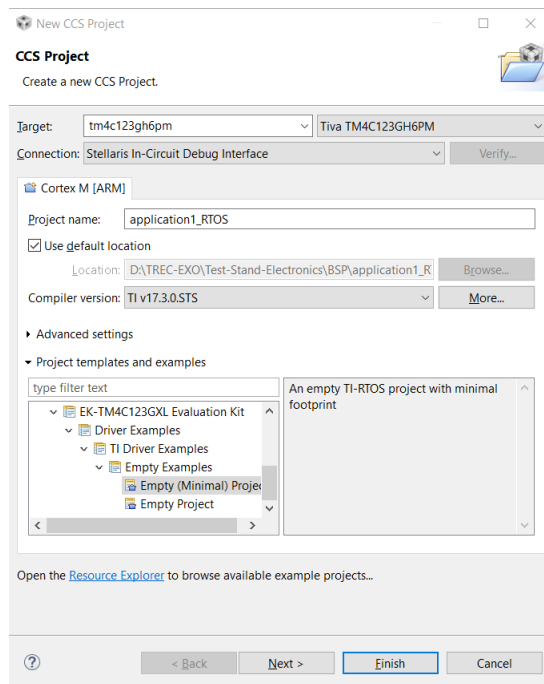 New CCS Project
CCS Project
Create a new CCS Project.
Target: tm4c123gh6pm Tiva TM4C123GH6PM
Connection: Stellaris In-Circuit Debug Interface Verify...
Cortex M [ARM]
Project name: application1_RTOS
Use default location
Location: D:\TREC-EXO\Test-Stand-Electronics\BSP\application1_R Browse...
Compiler version: TI v17.3.0.STS More...
Advanced settings
Project templates and examples
type filter text
EK-TM4C123GXL Evaluation Kit
Driver Examples
TI Driver Examples
Empty Examples
Empty (Minimal) Projec
Empty Project
An empty TI-RTOS project with minimal
footprint
Open the Resource Explorer to browse available example projects...
? < Back Next > Finish Cancel